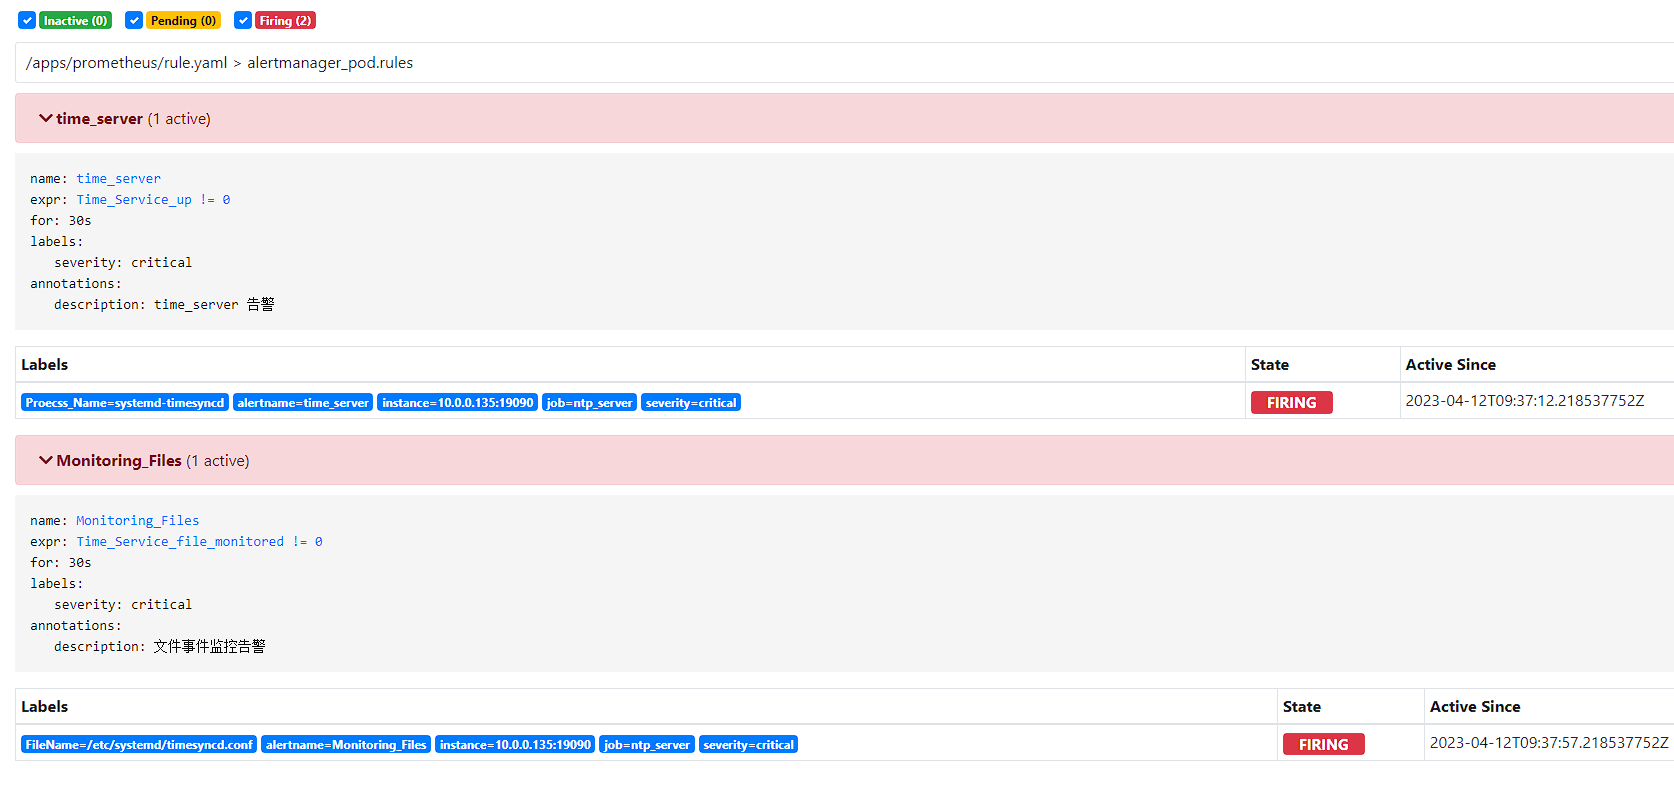 Inactive (0) Pending (0) Firing (2)
/apps/prometheus/rule.yaml > alertmanager_pod.rules
time_server (1 active)
name: time_server
expr: Time_Service_up != 0
for: 30s
labels:
severity: critical
annotations:
description: time_server 告警
Labels State Active Since
Proecss_Name=systemd-timesyncd alertname=time_server instance=10.0.0.135:19090 job=ntp_server severity=critical FIRING 2023-04-12T09:37:12.218537752Z
Monitoring_Files (1 active)
name: Monitoring_Files
expr: Time_Service_file_monitored != 0
for: 30s
labels:
severity: critical
annotations:
description: 文件事件监控告警
Labels State Active Since
FileName=/etc/systemd/timesyncd.conf alertname=Monitoring_Files instance=10.0.0.135:19090 job=ntp_server severity=critical FIRING 2023-04-12T09:37:57.218537752Z